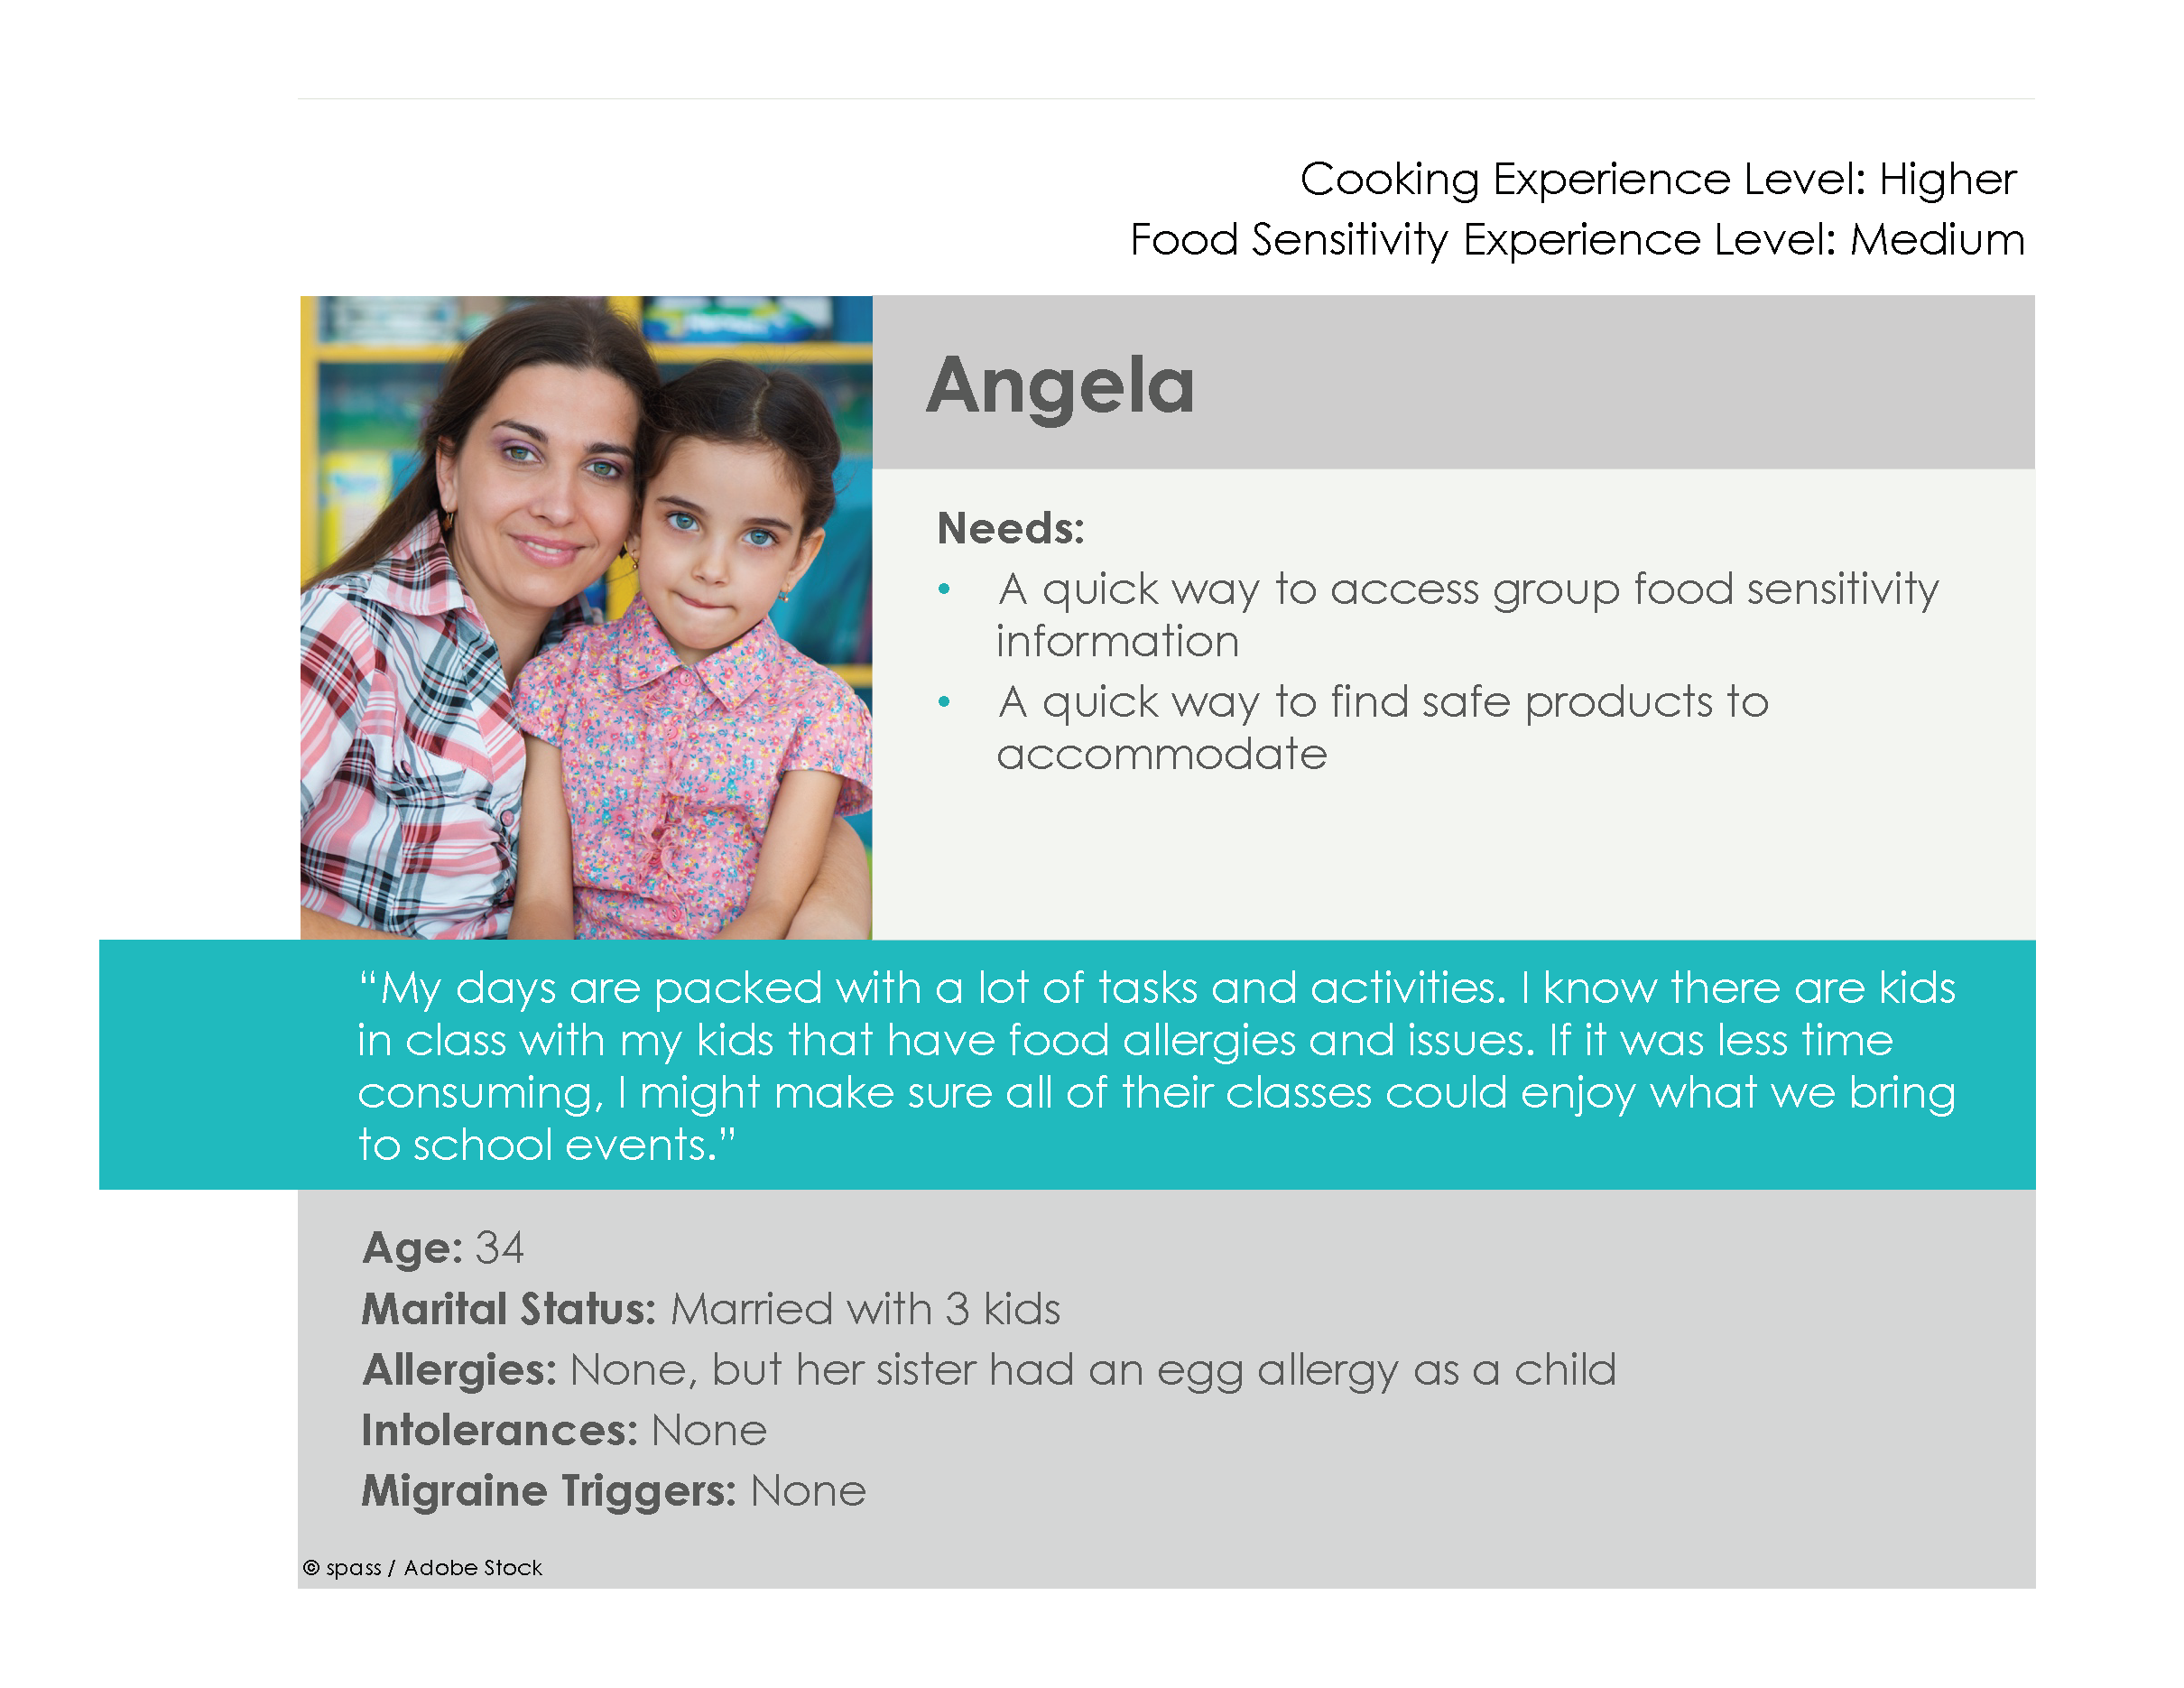 Cooking Experience Level: Higher
Food Sensitivity Experience Level: Medium
Angela
Needs:
• A quick way to access group food sensitivity
information
• A quick way to find safe products to
accommodate
“My days are packed with a lot of tasks and activities. I know there are kids
in class with my kids that have food allergies and issues. If it was less time
consuming, I might make sure all of their classes could enjoy what we bring
to school events.”
Age: 34
Marital Status: Married with 3 kids
Allergies: None, but her sister had an egg allergy as a child
Intolerances: None
Migraine Triggers: None
© spass / Adobe Stock